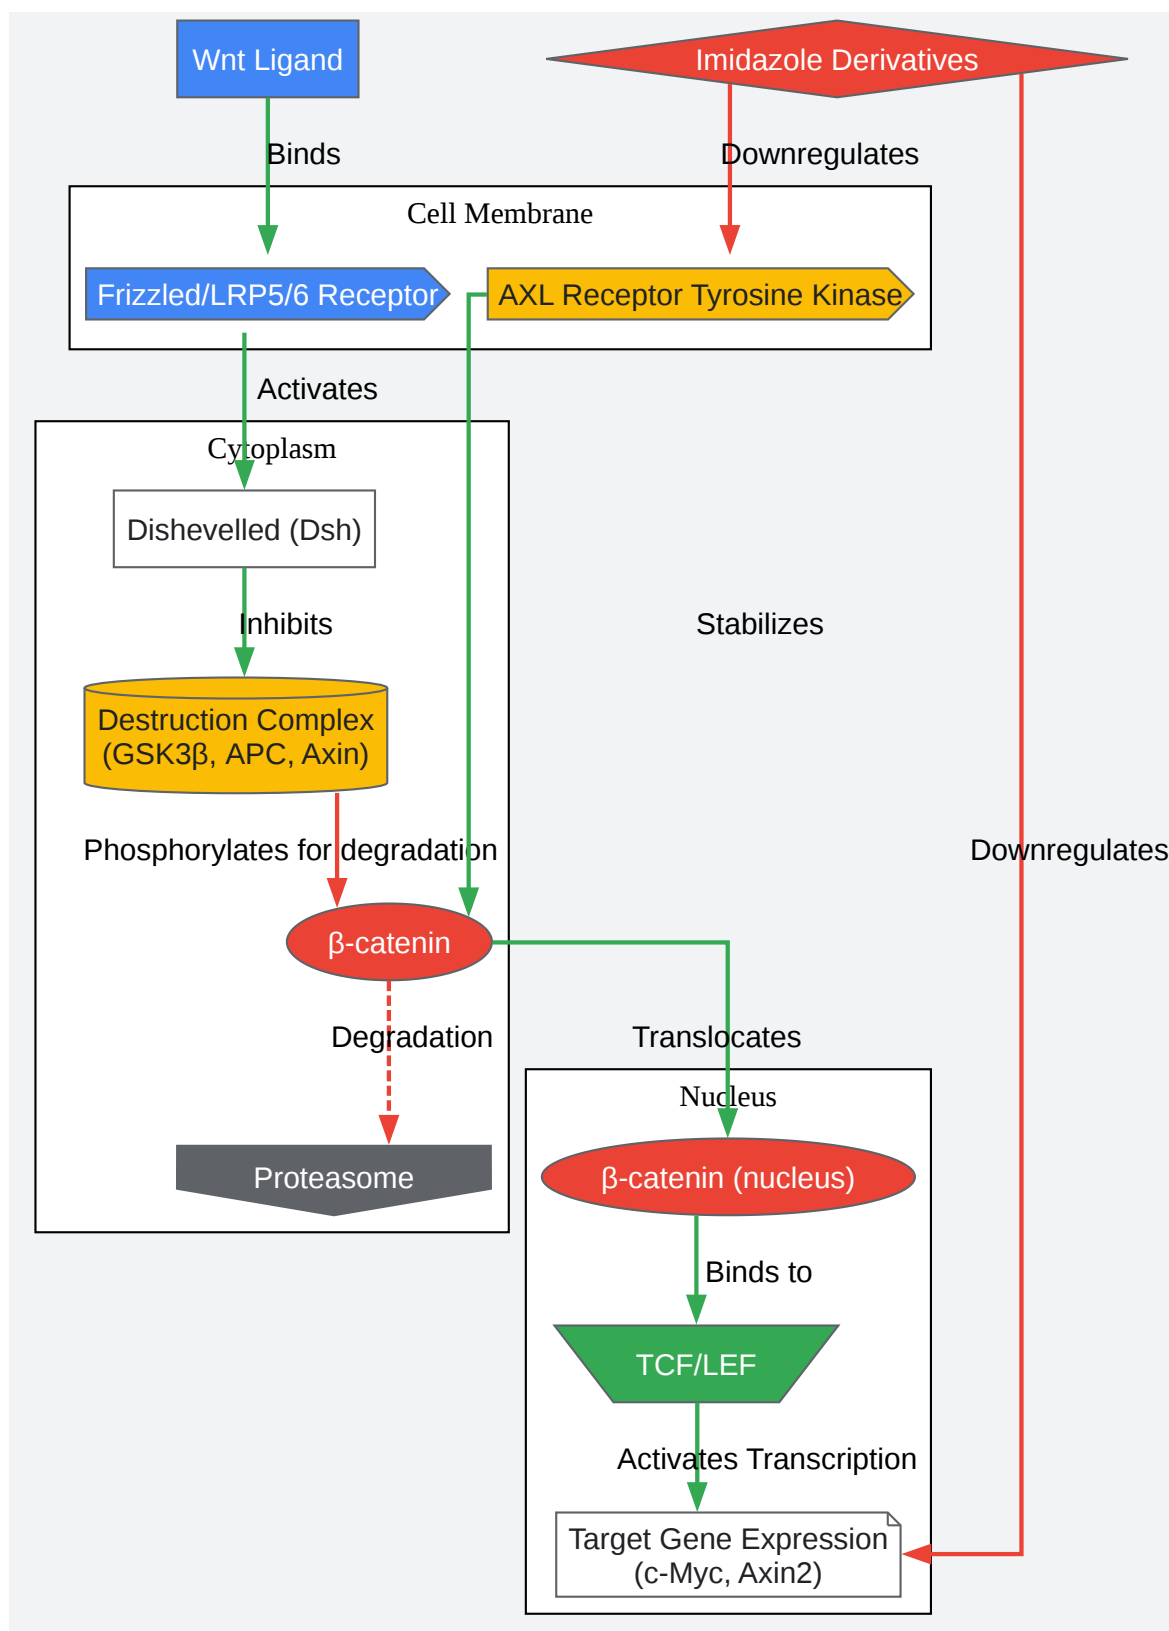 Wnt Ligand
Imidazole Derivatives
Binds
Downregulates
Cell Membrane
Frizzled/LRP5/6 Receptor
AXL Receptor Tyrosine Kinase
Activates
Cytoplasm
Dishevelled (Dsh)
Inhibits
Stabilizes
Destruction Complex
(GSK3β, APC, Axin)
Phosphorylates for degradation
Downregulates
β-catenin
Degradation
Translocates
Nucleus
Proteasome
β-catenin (nucleus)
Binds to
TCF/LEF
Activates Transcription
Target Gene Expression
(c-Myc, Axin2)